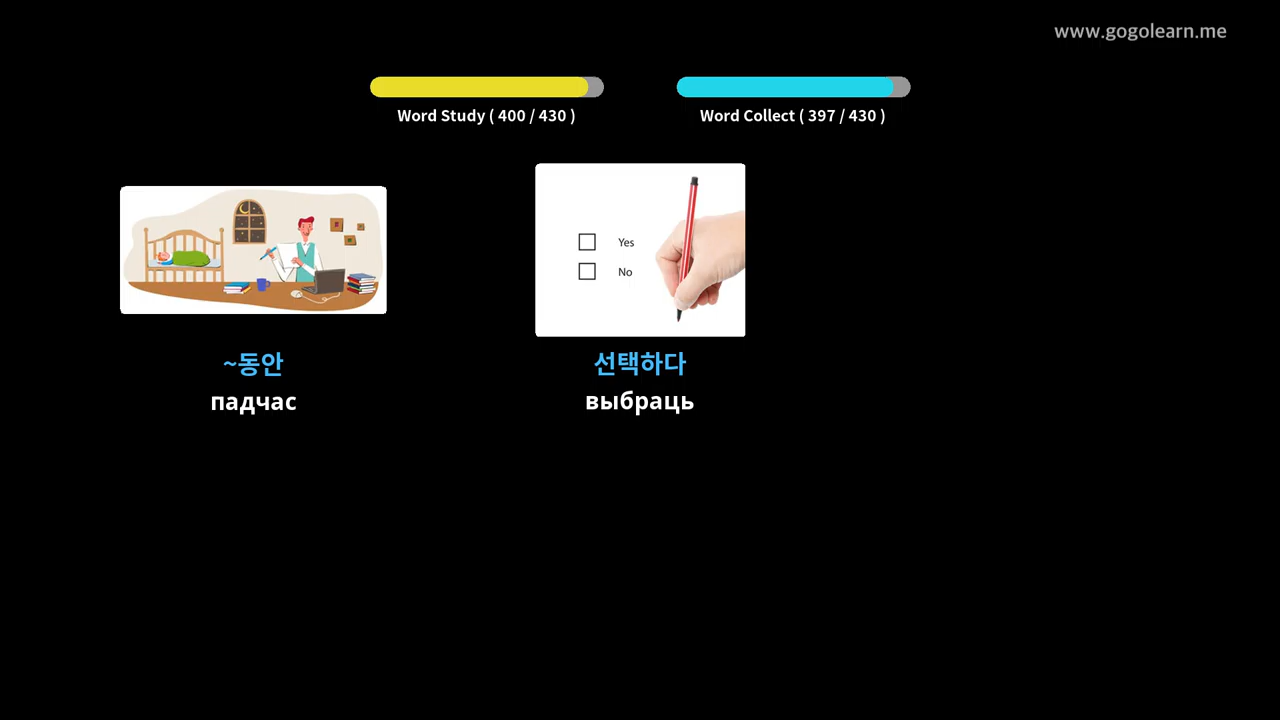 www.gogolearn.me
Word Study ( 400 / 430 )
Word Collect ( 397 / 430 )
Yes
No
~동안
선택하다
падчас
выбраць